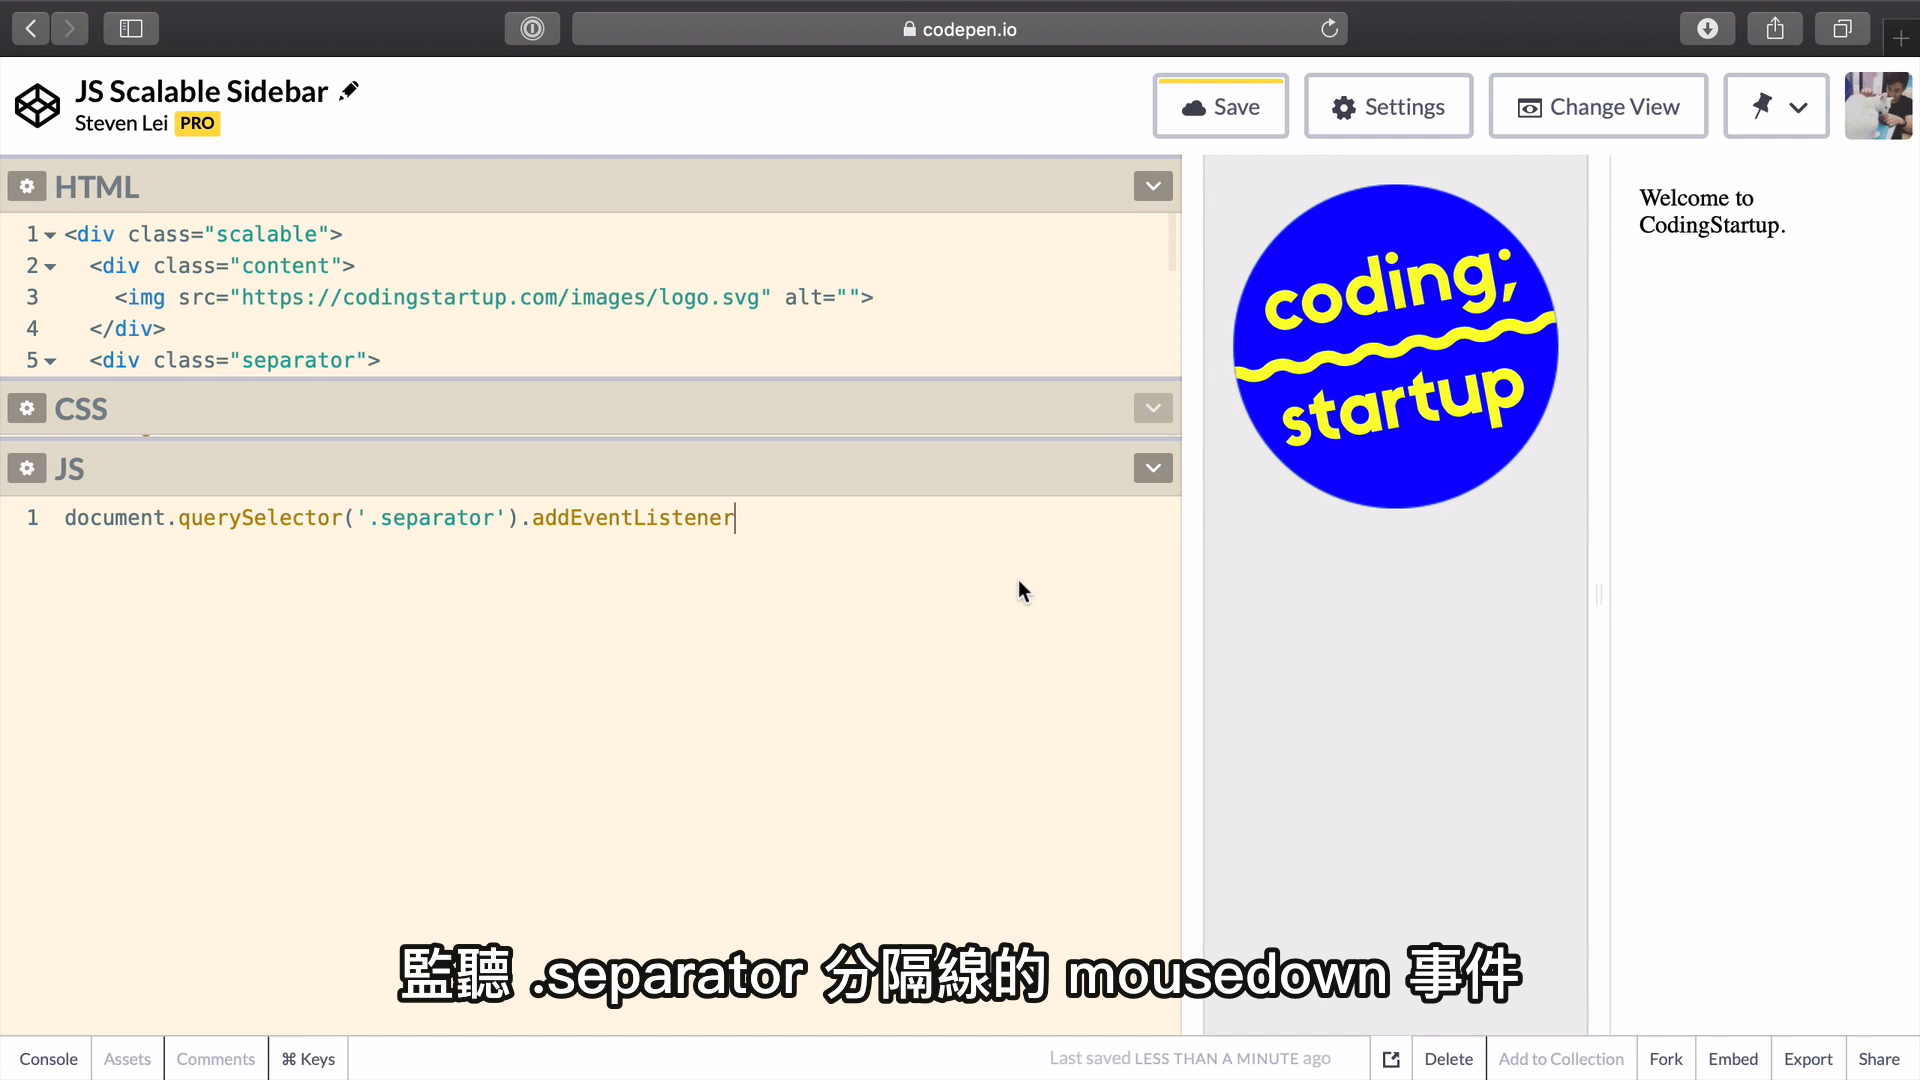 codepen.io
JS Scalable Sidebar
Steven Lei PRO
Save
Settings
Change View
HTML
1 <div class="scalable">
2 <div class="content">
3 <img src="https://codingstartup.com/images/logo.svg" alt="">
4 </div>
5 <div class="separator">
CSS
JS
1 document.querySelector('.separator').addEventListener
coding;
startup
Welcome to
CodingStartup.
監聽 .separator 分隔線的 mousedown 事件
Console Assets Comments ⌘ Keys Last saved LESS THAN A MINUTE ago Delete Add to Collection Fork Embed Export Share